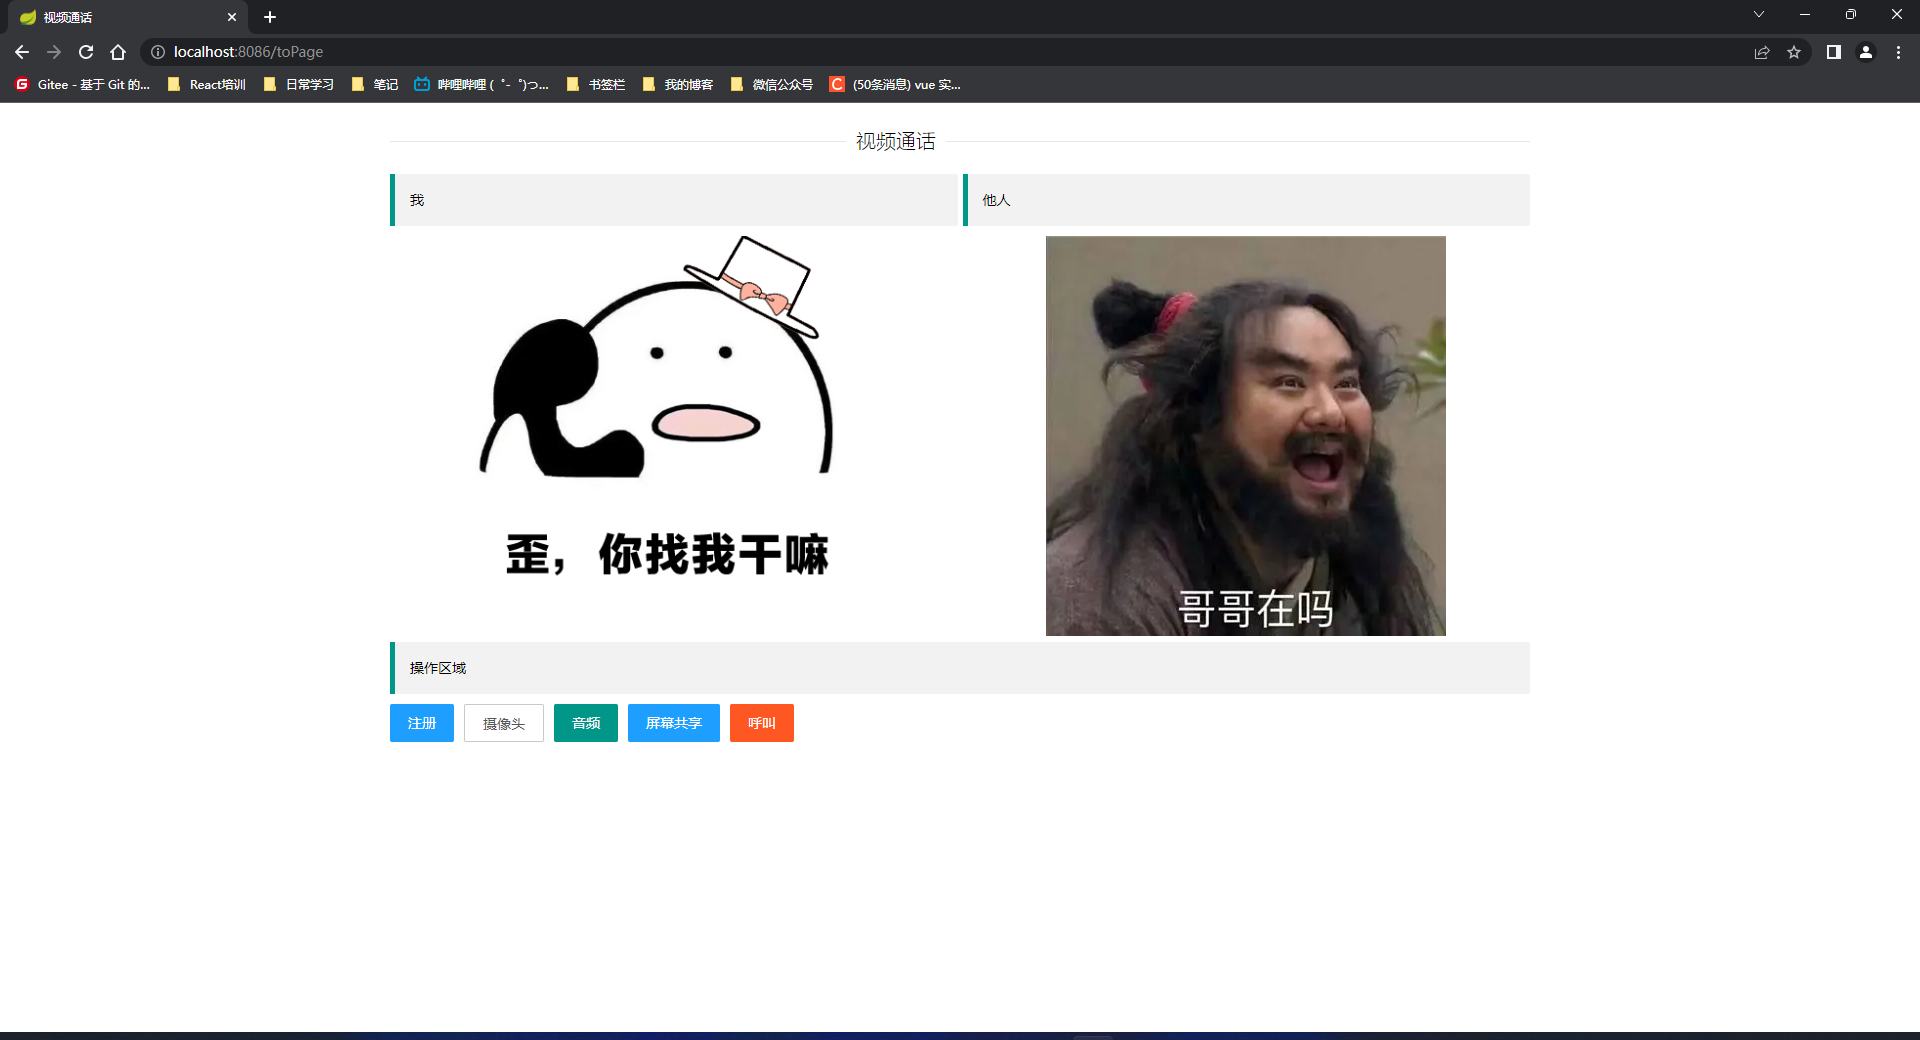 视频通话
localhost:8086/toPage
Gitee - 基于 Git 的...
React培训
日常学习
笔记
哔哩哔哩 (゜-゜)つ...
书签栏
我的博客
微信公众号
C
(50条消息) vue 实...
视频通话
我
他人
歪，你找我干嘛
哥哥在吗
操作区域
注册
摄像头
音频
屏幕共享
呼叫